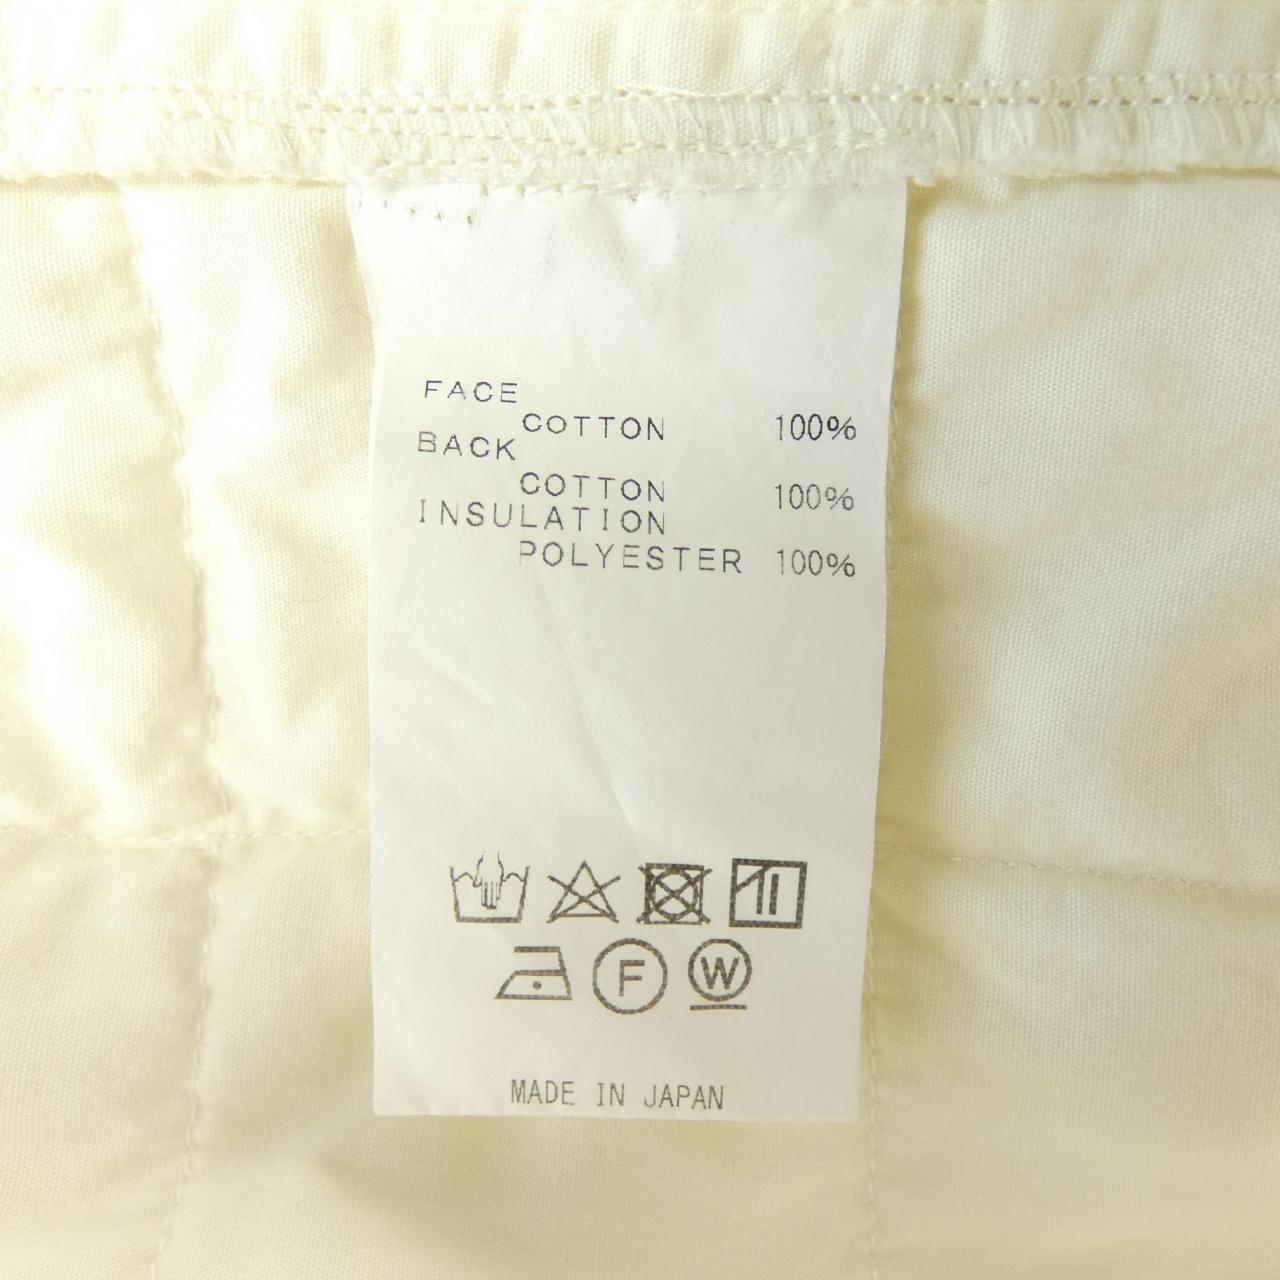 FACE
COTTON 100%
BACK
COTTON 100%
INSULATION
POLYESTER 100%
F W
MADE IN JAPAN